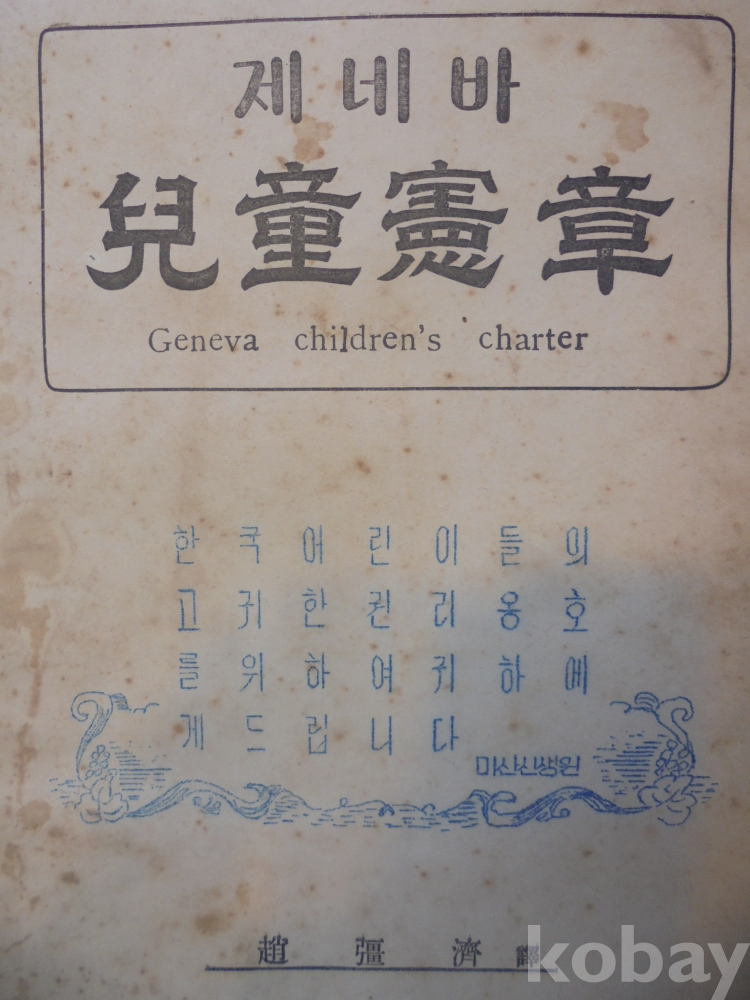 제네바
兒童憲章
Geneva children's charter
한국어린이들의
고귀한권리옹호
를위하여귀하에
게드립니다
마산신생원
趙彊濟 譯
kobay